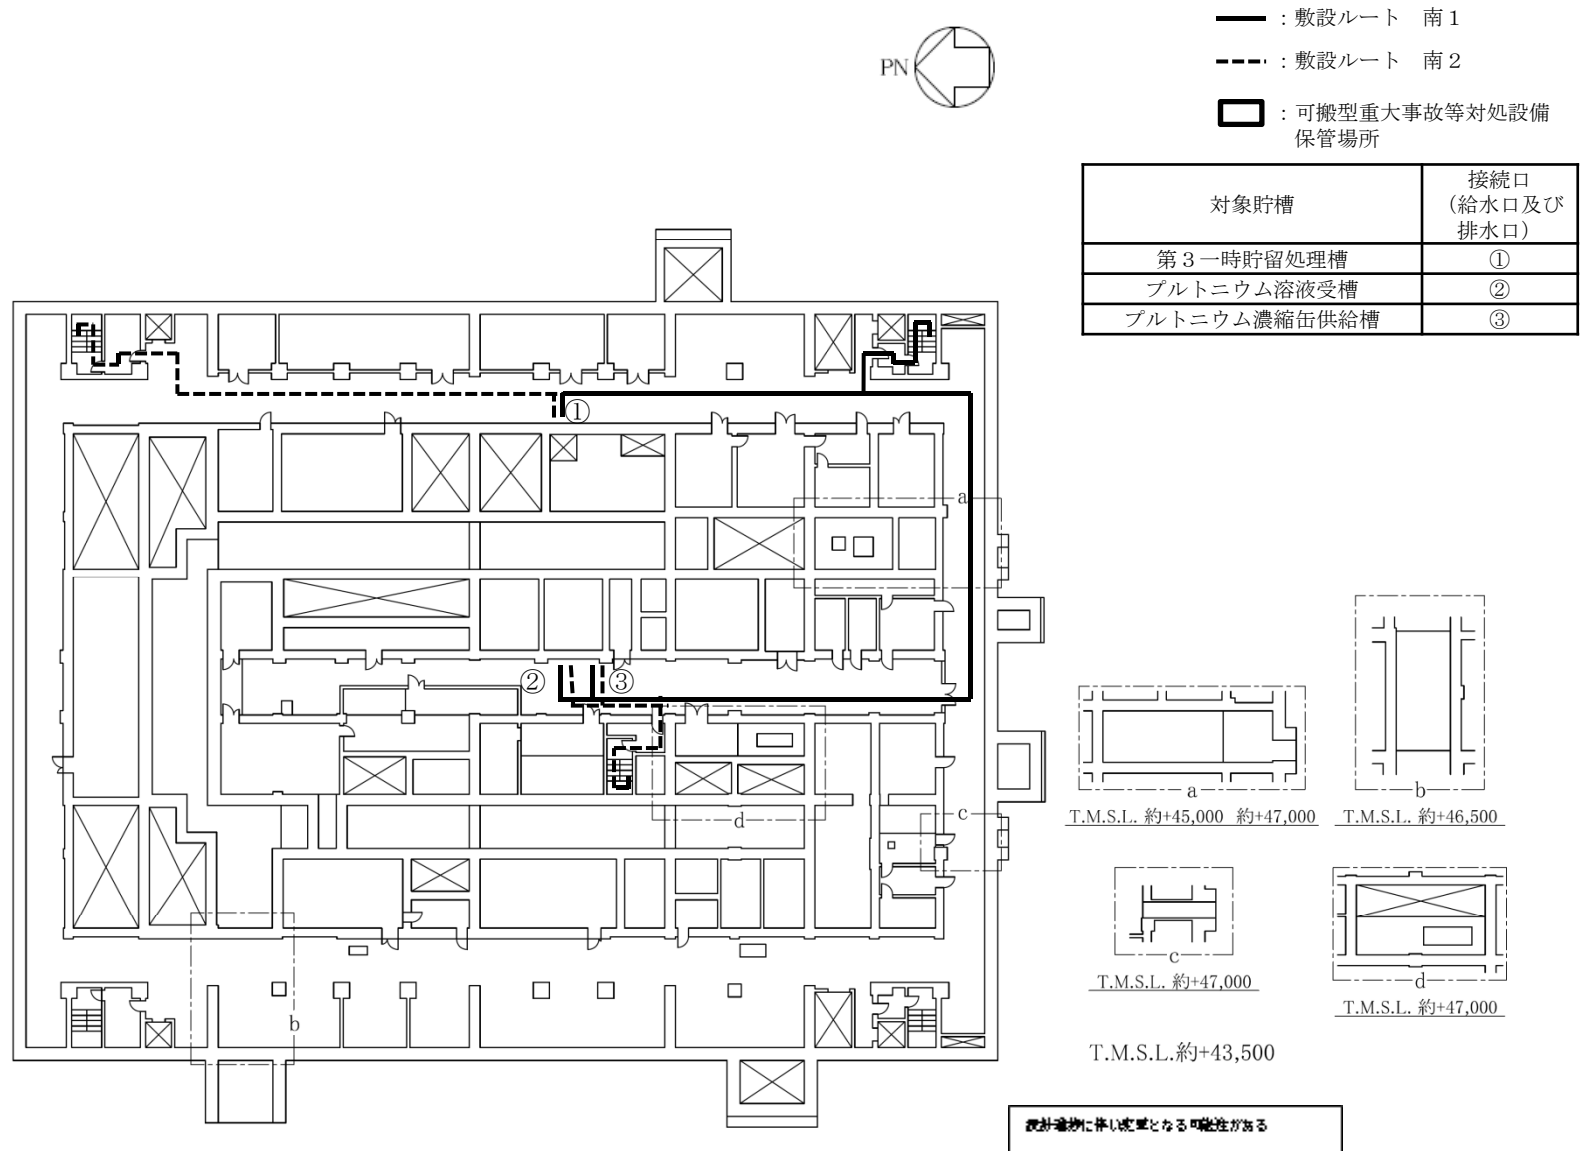 ：敷設ルート　南１
PN
：敷設ルート　南２
：可搬型重大事故等対処設備
保管場所
対象貯槽
接続口
（給水口及び
排水口）
第３一時貯留処理槽
①
プルトニウム溶液受槽
②
プルトニウム濃縮缶供給槽
③
①
a
②
③
d
c
b
a
T.M.S.L. 約+45,000 約+47,000
b
T.M.S.L. 約+46,500
c
T.M.S.L. 約+47,000
d
T.M.S.L. 約+47,000
T.M.S.L.約+43,500
設計進捗に伴い変更となる可能性がある